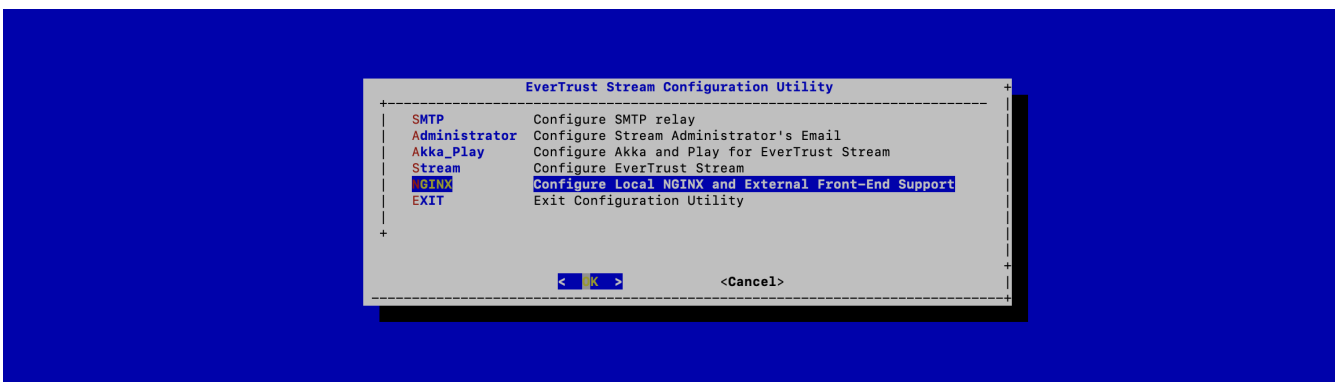 EverTrust Stream Configuration Utility
SMTP Configure SMTP relay
Administrator Configure Stream Administrator's Email
Akka_Play Configure Akka and Play for EverTrust Stream
Stream Configure EverTrust Stream
NGINX Configure Local NGINX and External Front-End Support
EXIT Exit Configuration Utility
< K > <Cancel>